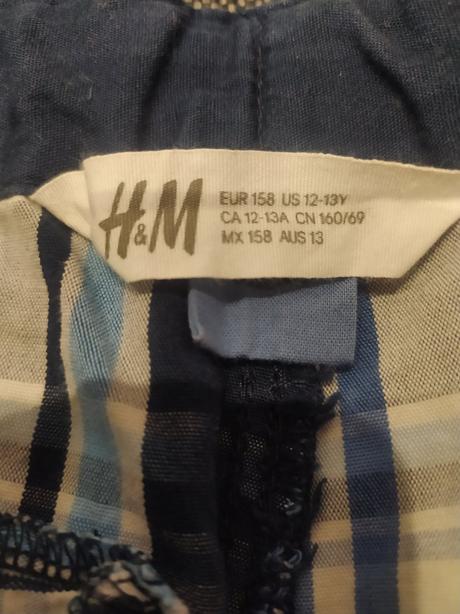 H&M
EUR 158 US 12-13Y
CA 12-13A CN 160/69
MX 158 AUS 13